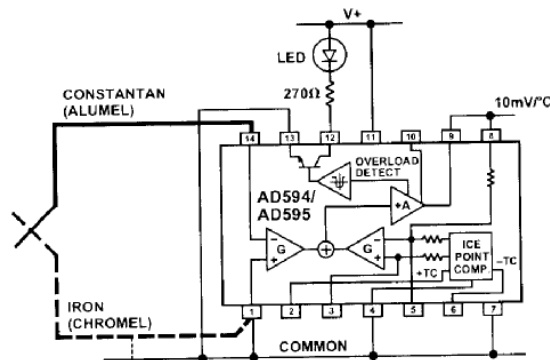 V+
LED
270Ω
10mV/°C
CONSTANTAN
(ALUMEL)
14 13 12 11 10 9 8
OVERLOAD
DETECT
AD594/
AD595
+A
G
G
ICE
POINT
COMP.
+TC
-TC
IRON
(CHROMEL)
1 2 3 4 5 6 7
COMMON